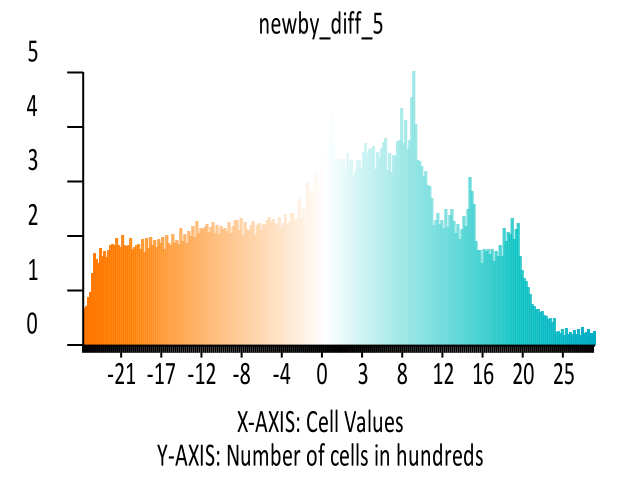 newby_diff_5
5
4
3
2
1
0
-21 -17 -12 -8 -4 0 3 8 12 16 20 25
X-AXIS: Cell Values
Y-AXIS: Number of cells in hundreds